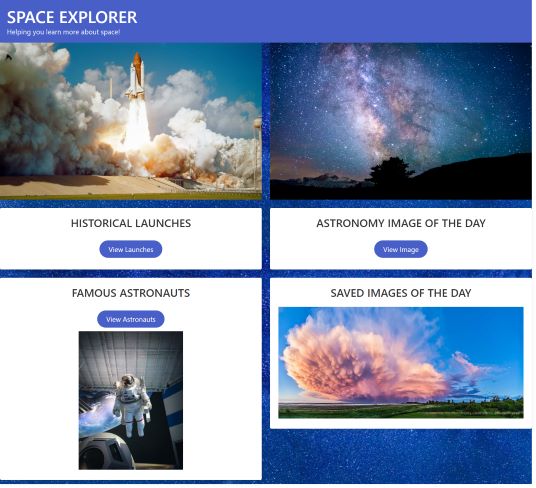 SPACE EXPLORER
Helping you learn more about space!
HISTORICAL LAUNCHES
View Launches
ASTRONOMY IMAGE OF THE DAY
View Image
FAMOUS ASTRONAUTS
View Astronauts
SAVED IMAGES OF THE DAY